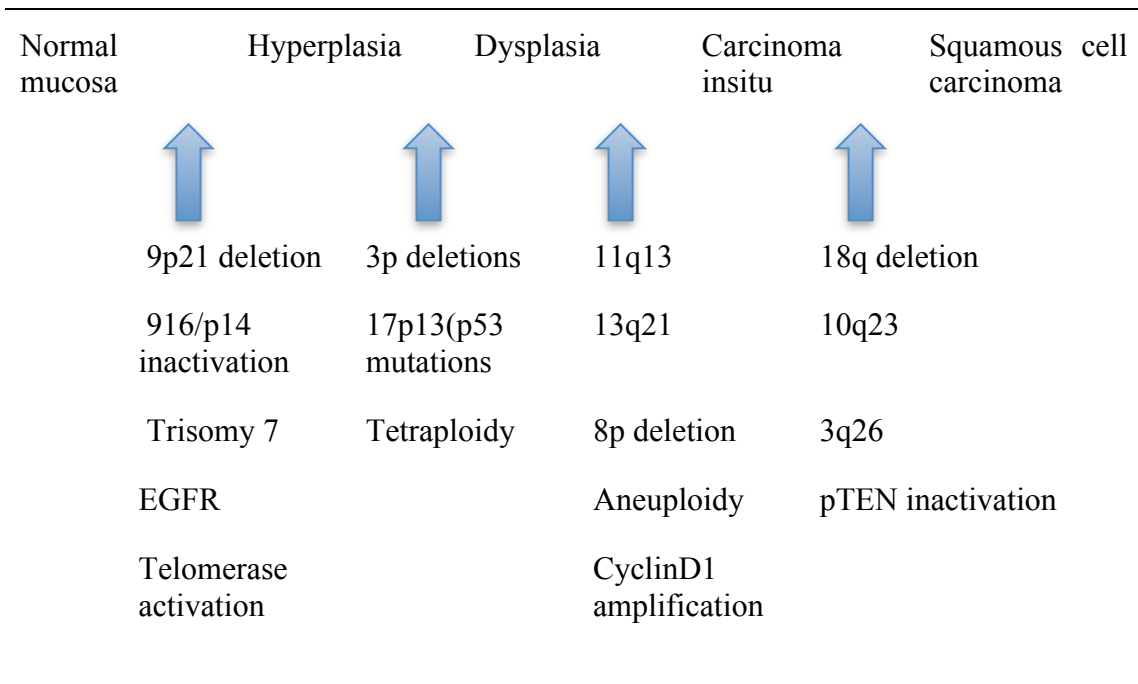 Normal mucosa Hyperplasia Dysplasia Carcinoma insitu Squamous cell carcinoma
9p21 deletion 3p deletions 11q13 18q deletion
916/p14 inactivation 17p13(p53 mutations 13q21 10q23
Trisomy 7 Tetraploidy 8p deletion 3q26
EGFR Aneuploidy pTEN inactivation
Telomerase activation CyclinD1 amplification